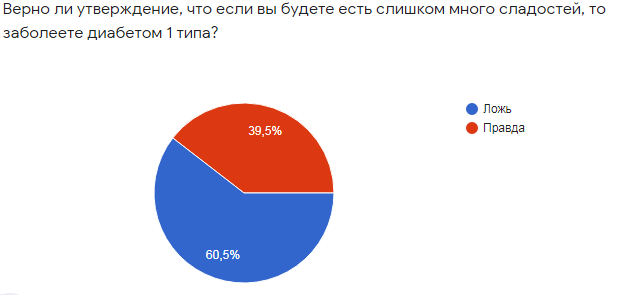 Верно ли утверждение, что если вы будете есть слишком много сладостей, то
заболеете диабетом 1 типа?
Ложь
Правда
39,5%
60,5%